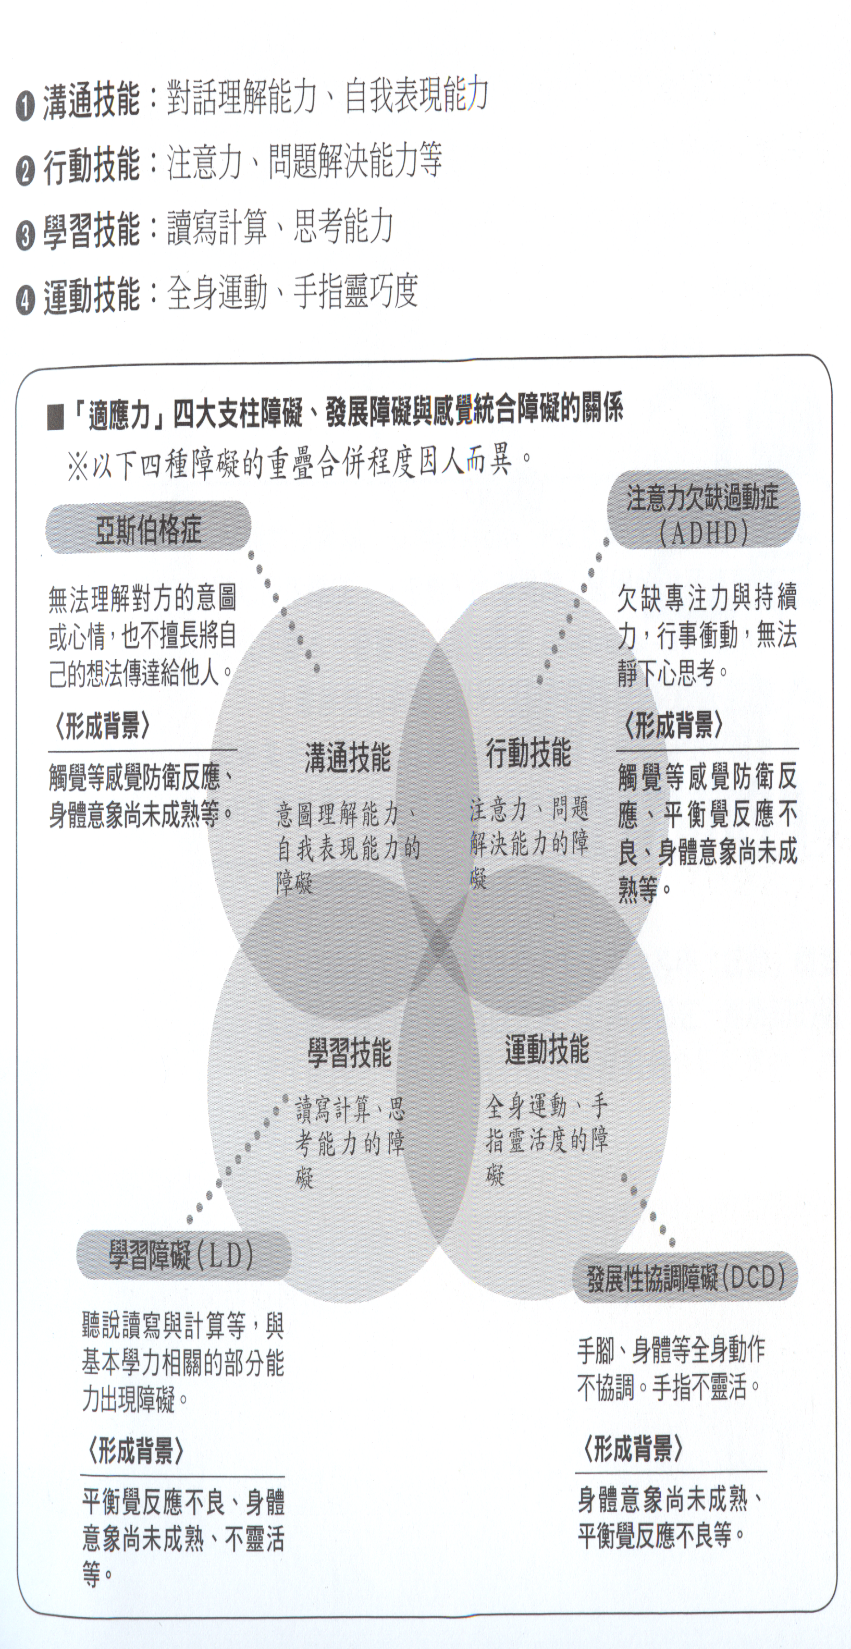 ❶ 溝通技能：對話理解能力、自我表現能力
❷ 行動技能：注意力、問題解決能力等
❸ 學習技能：讀寫計算、思考能力
❹ 運動技能：全身運動、手指靈巧度
■「適應力」四大支柱障礙、發展障礙與感覺統合障礙的關係
※以下四種障礙的重疊合併程度因人而異。
亞斯伯格症
無法理解對方的意圖
或心情，也不擅長將自
己的想法傳達給他人。
〈形成背景〉
觸覺等感覺防衛反應、
身體意象尚未成熟等。
注意力欠缺過動症
(ADHD)
欠缺專注力與持續
力，行事衝動，無法
靜下心思考。
〈形成背景〉
觸覺等感覺防衛反
應、平衡覺反應不
良、身體意象尚未成
熟等。
溝通技能
意圖理解能力、
自我表現能力的
障礙
行動技能
注意力、問題
解決能力的障
礙
學習技能
讀寫計算、思
考能力的障
礙
運動技能
全身運動、手
指靈活度的障
礙
學習障礙(LD)
聽說讀寫與計算等，與
基本學力相關的部分能
力出現障礙。
〈形成背景〉
平衡覺反應不良、身體
意象尚未成熟、不靈活
等。
發展性協調障礙(DCD)
手腳、身體等全身動作
不協調。手指不靈活。
〈形成背景〉
身體意象尚未成熟、
平衡覺反應不良等。